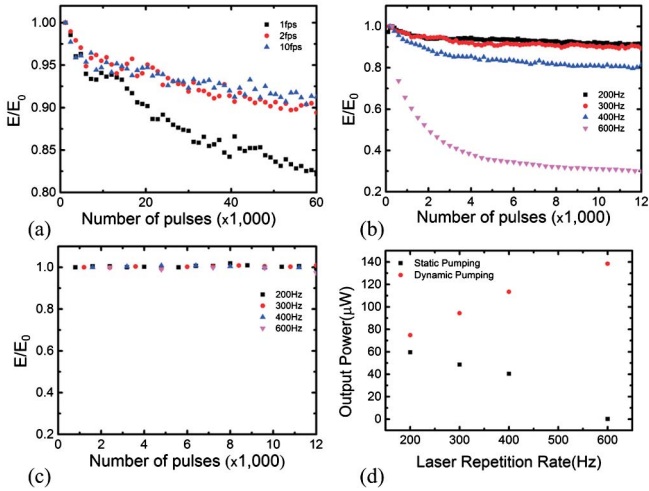 1.00
0.95
0.90
0.85
0.80
E/E0
0 20 40 60
Number of pulses (x1,000)
1fps
2fps
10fps
(a)
1.0
0.8
0.6
0.4
0.2
E/E0
0 2 4 6 8 10 12
Number of pulses (x1,000)
200Hz
300Hz
400Hz
600Hz
(b)
1.0
0.8
0.6
0.4
0.2
E/E0
0 2 4 6 8 10 12
Number of pulses (x1,000)
200Hz
300Hz
400Hz
600Hz
(c)
140
120
100
80
60
40
20
0
Output Power(μW)
200 300 400 500 600
Laser Repetition Rate(Hz)
Static Pumping
Dynamic Pumping
(d)